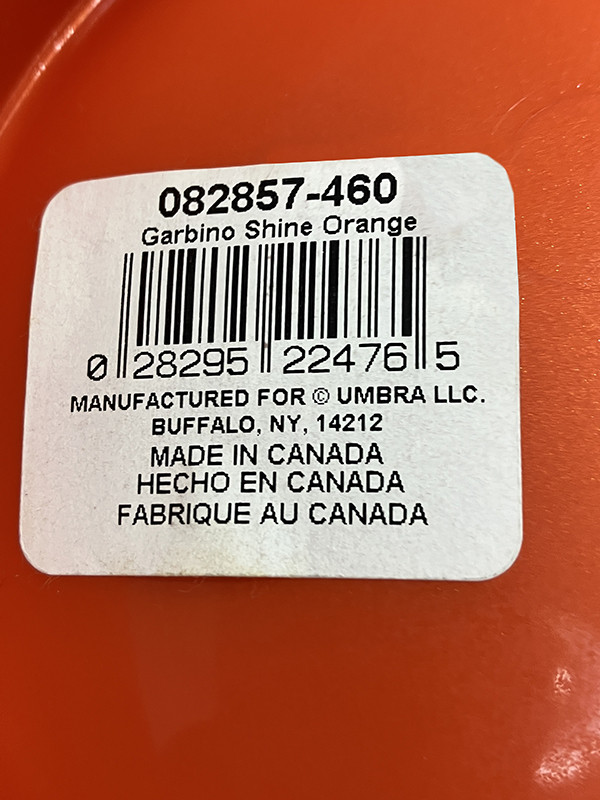 082857-460
Garbino Shine Orange
0 28295 22476 5
MANUFACTURED FOR © UMBRA LLC.
BUFFALO, NY, 14212
MADE IN CANADA
HECHO EN CANADA
FABRIQUE AU CANADA